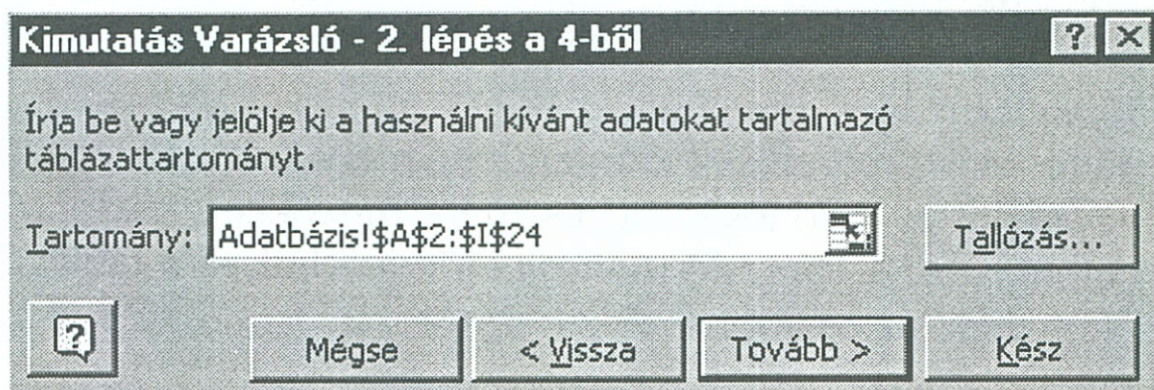 Kimutatás Varázsló - 2. lépés a 4-ből
Írja be vagy jelölje ki a használni kívánt adatokat tartalmazó
táblázattartományt.
Tartomány: Adatbázis!$A$2:$I$24 Tallózás...
Mégse < Vissza Tovább > Kész